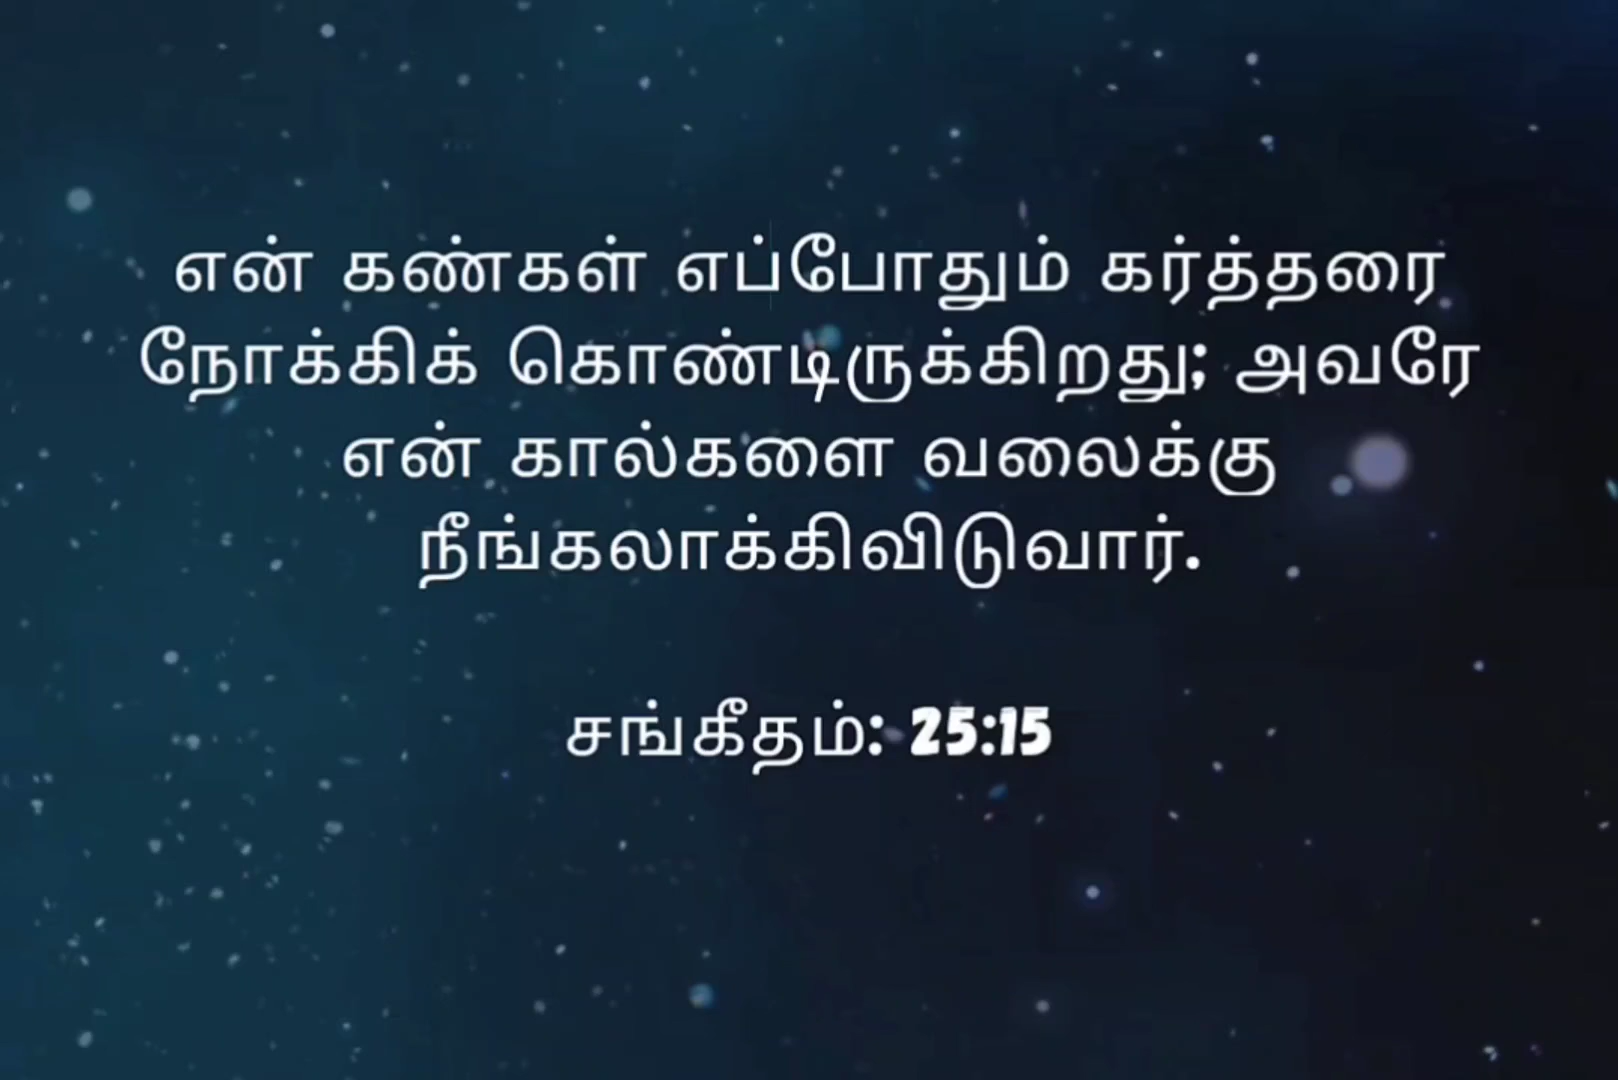 என் கண்கள் எப்போதும் கர்த்தரை
நோக்கிக் கொண்டிருக்கிறது; அவரே
என் கால்களை வலைக்கு
நீங்கலாக்கிவிடுவார்.
சங்கீதம்: 25:15